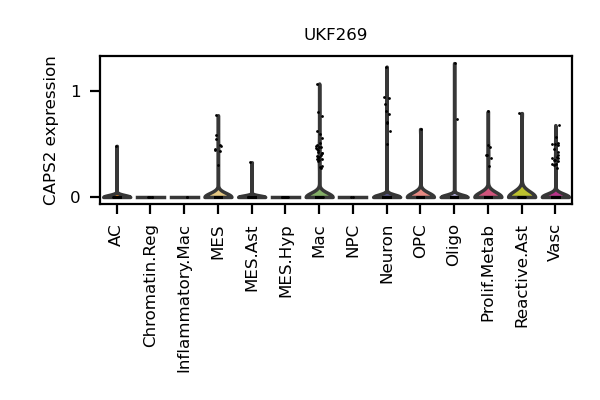 UKF269
CAPS2 expression
1
0
AC
Chromatin.Reg
Inflammatory.Mac
MES
MES.Ast
MES.Hyp
Mac
NPC
Neuron
OPC
Oligo
Prolif.Metab
Reactive.Ast
Vasc